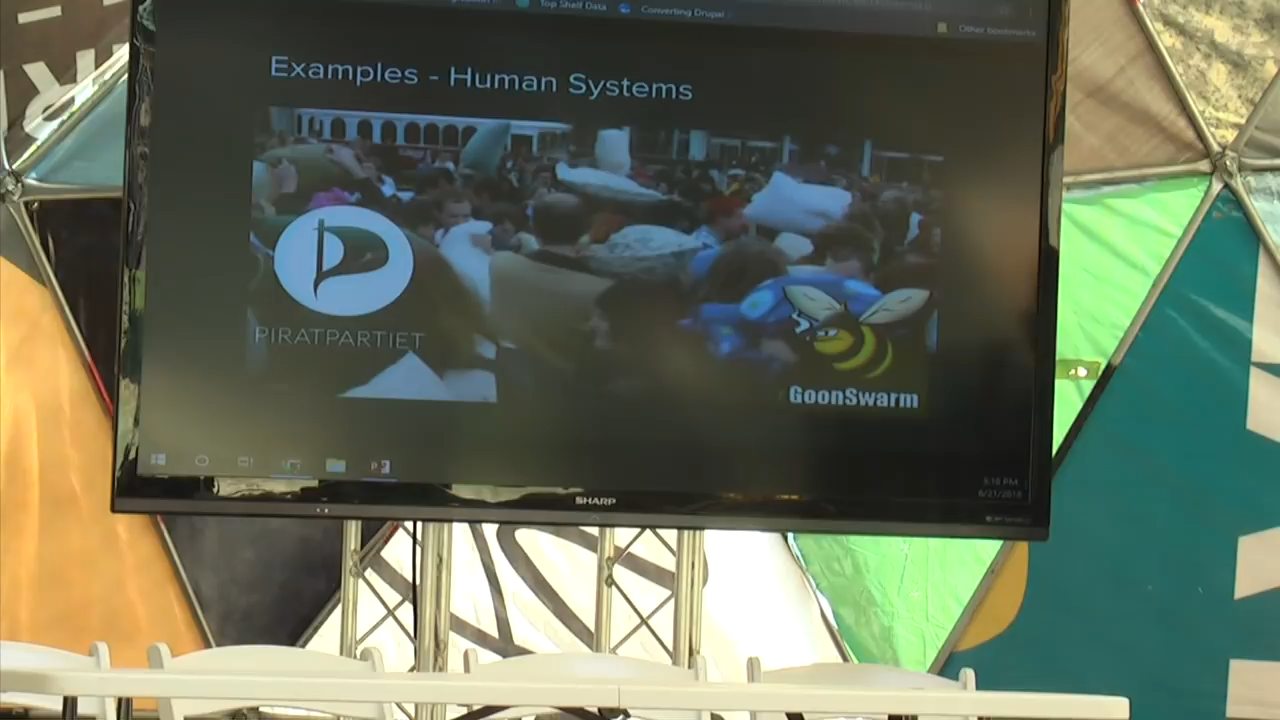 Top Shelf Data
Converting Drupal
Other bookmarks
Examples - Human Systems
PIRATPARTIET
GoonSwarm
SHARP